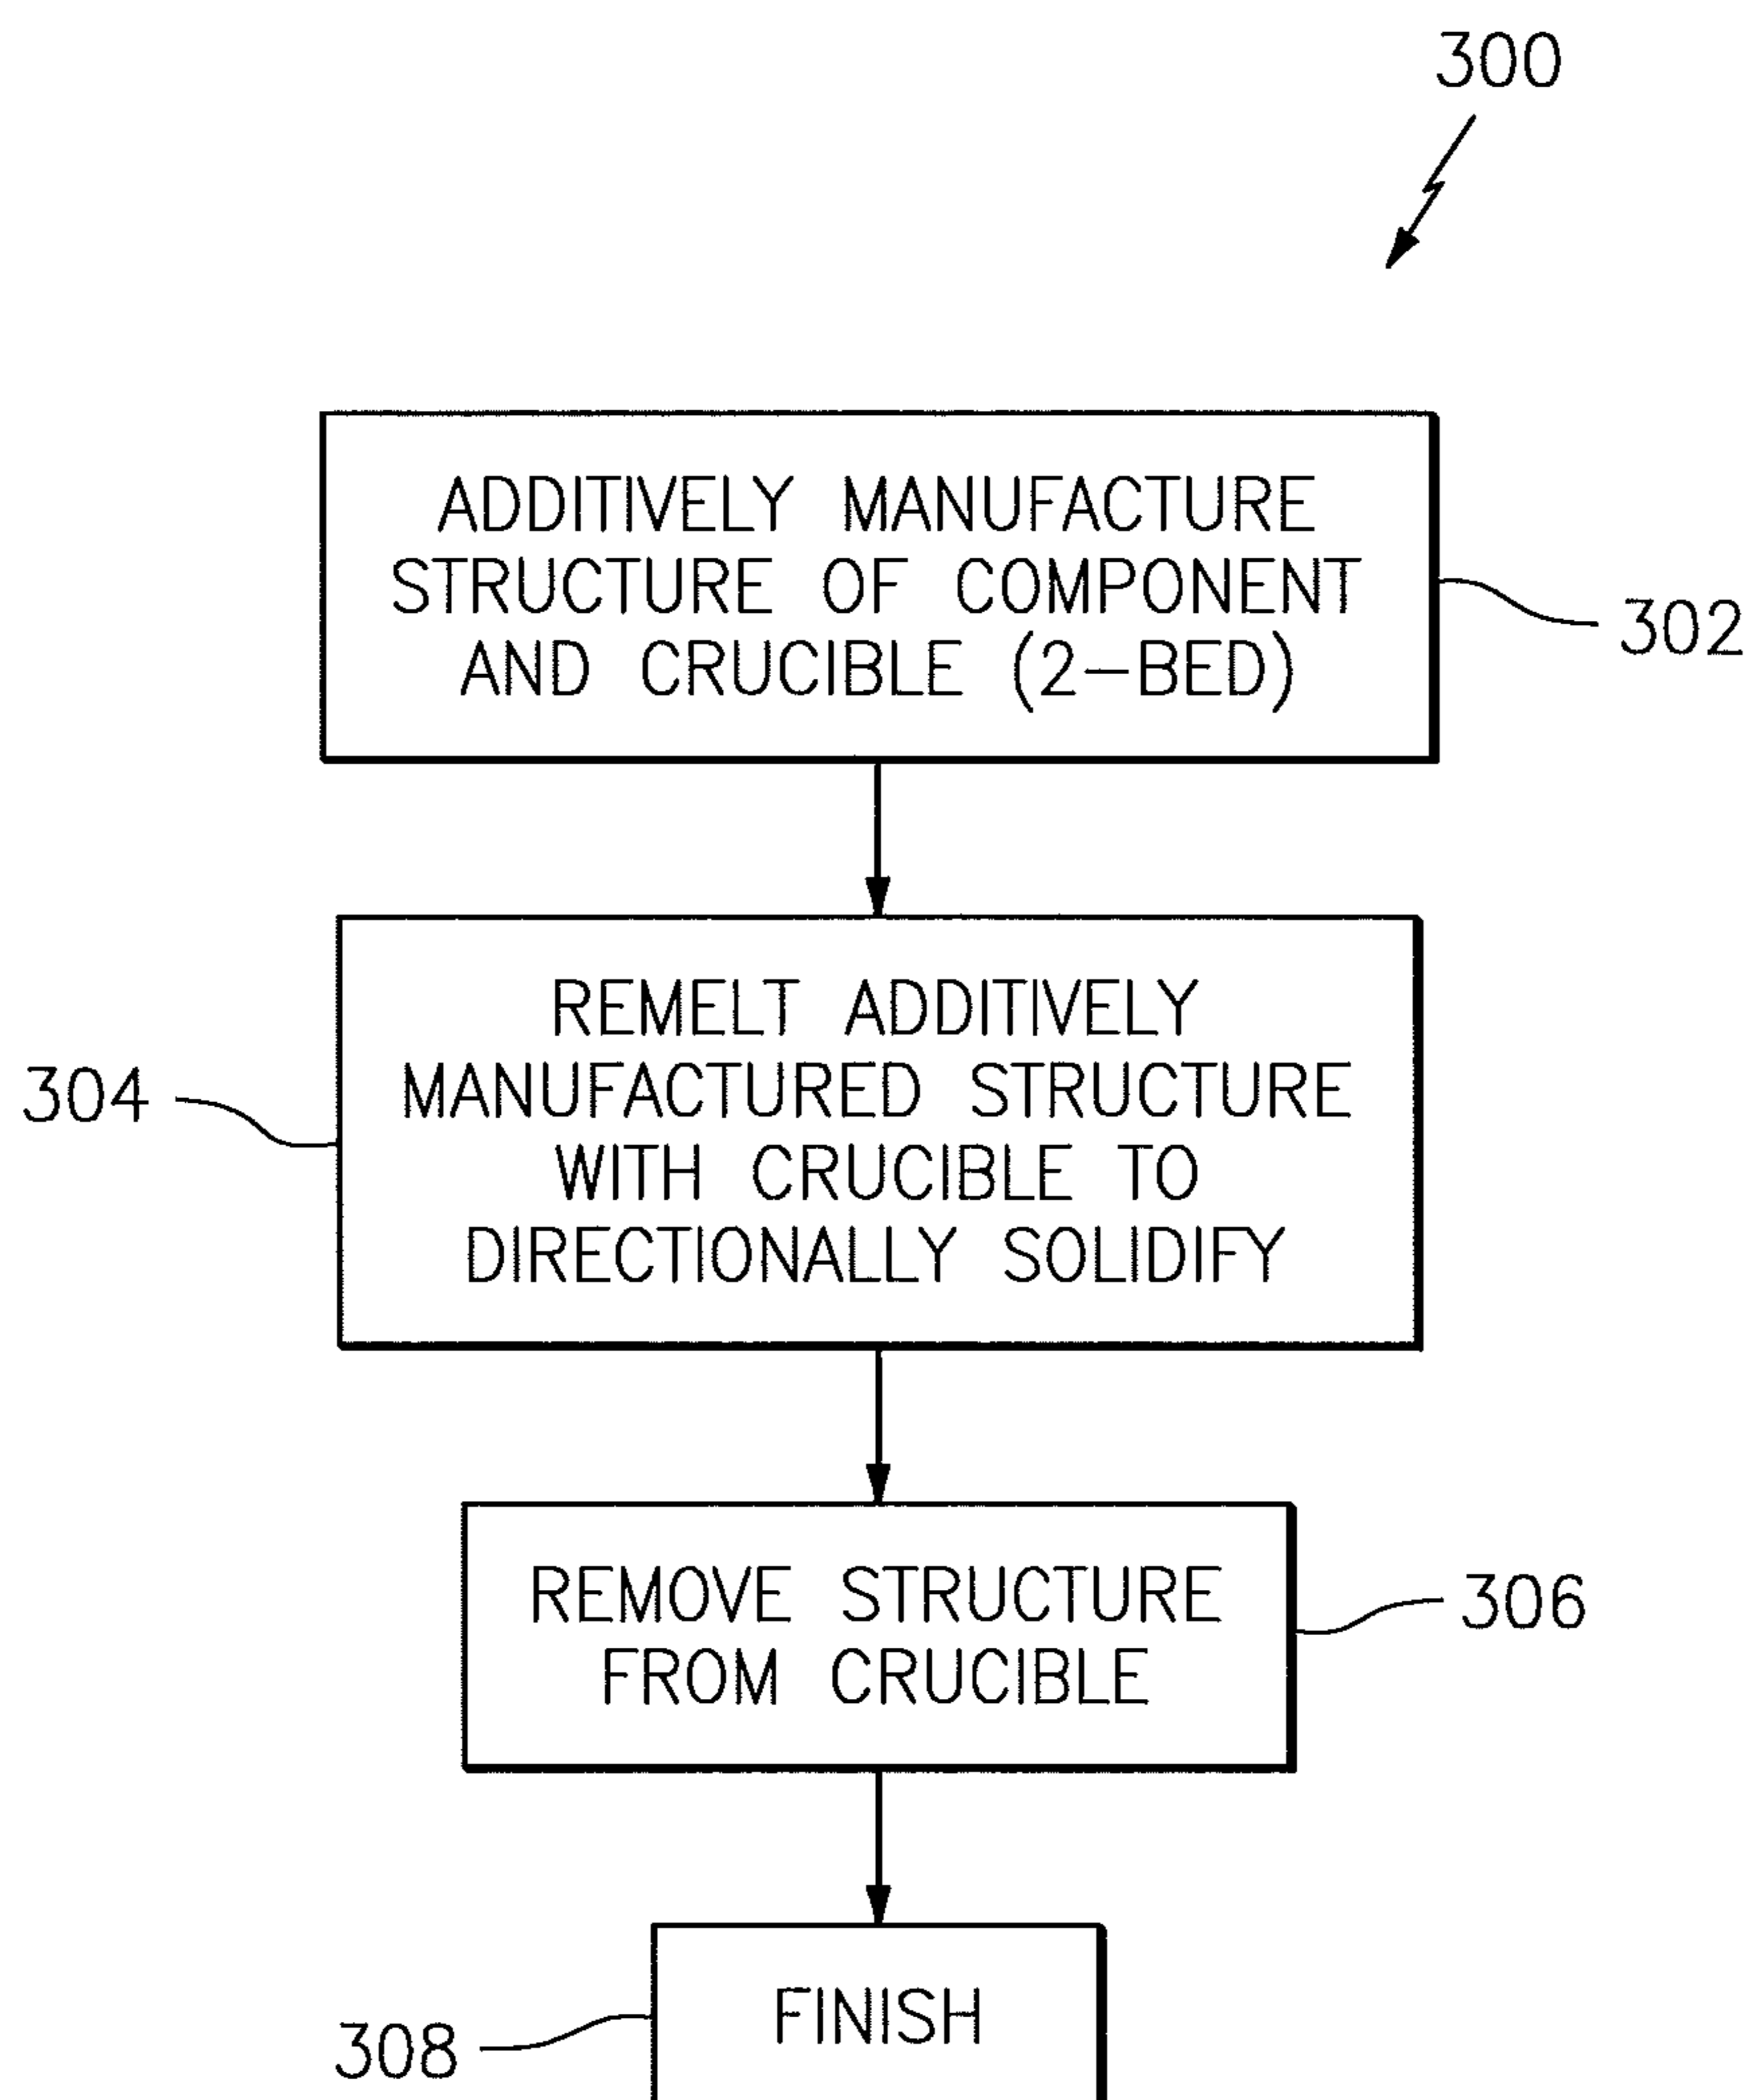 300
ADDITIVELY MANUFACTURE
STRUCTURE OF COMPONENT
AND CRUCIBLE (2-BED)
302
REMELT ADDITIVELY
MANUFACTURED STRUCTURE
WITH CRUCIBLE TO
DIRECTIONALLY SOLIDIFY
304
REMOVE STRUCTURE
FROM CRUCIBLE
306
FINISH
308